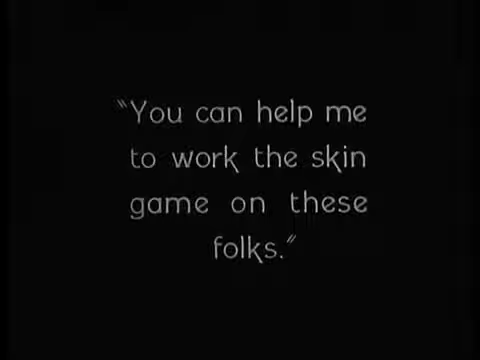 "You can help me
to work the skin
game on these
folks."